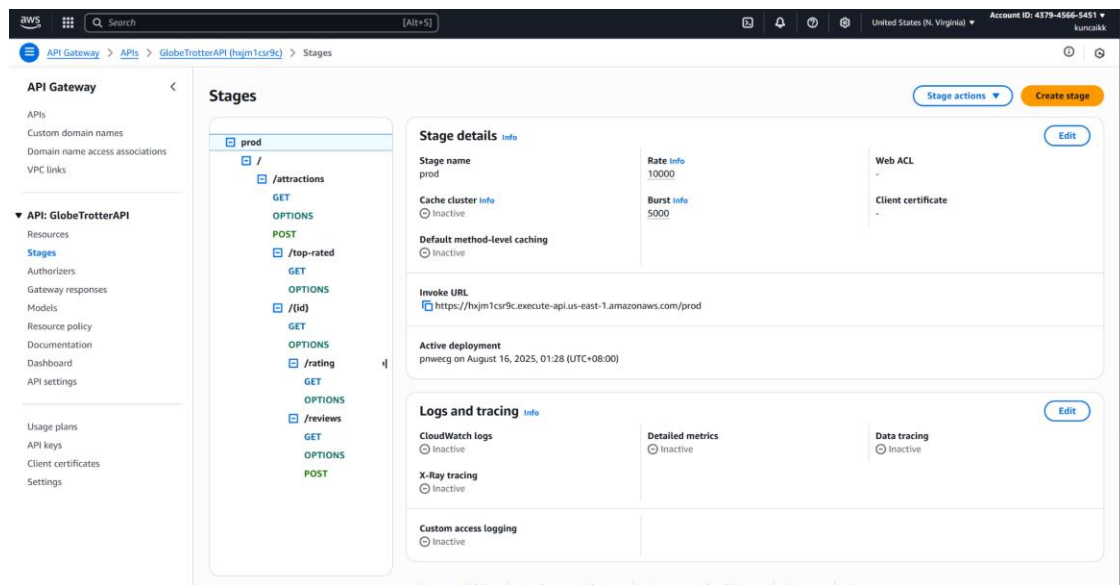 aws
Search
[Alt+S]
United States (N. Virginia)
Account ID: 4379-4566-5451
kuncaikk
API Gateway > APIs > GlobeTrotterAPI (hxjm1csr9c) > Stages
API Gateway
APIs
Custom domain names
Domain name access associations
VPC links
API: GlobeTrotterAPI
Resources
Stages
Authorizers
Gateway responses
Models
Resource policy
Documentation
Dashboard
API settings
Usage plans
API keys
Client certificates
Settings
Stages
Stage actions
Create stage
prod
/
/attractions
GET
OPTIONS
POST
/top-rated
GET
OPTIONS
/{id}
GET
OPTIONS
/rating
GET
OPTIONS
/reviews
GET
OPTIONS
POST
Stage details Info
Edit
Stage name
prod
Rate Info
10000
Web ACL
-
Cache cluster Info
Inactive
Burst Info
5000
Client certificate
-
Default method-level caching
Inactive
Invoke URL
https://hxjm1csr9c.execute-api.us-east-1.amazonaws.com/prod
Active deployment
pnwecg on August 16, 2025, 01:28 (UTC+08:00)
Logs and tracing Info
Edit
CloudWatch logs
Inactive
Detailed metrics
Inactive
Data tracing
Inactive
X-Ray tracing
Inactive
Custom access logging
Inactive